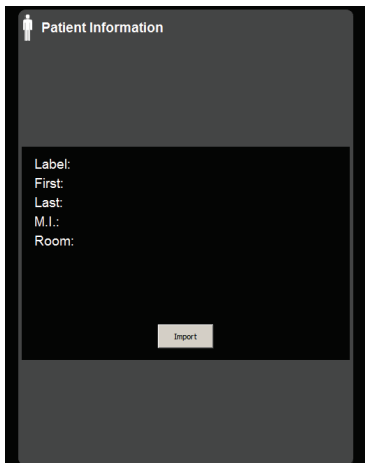 Patient Information
Label:
First:
Last:
M.I.:
Room:
Import